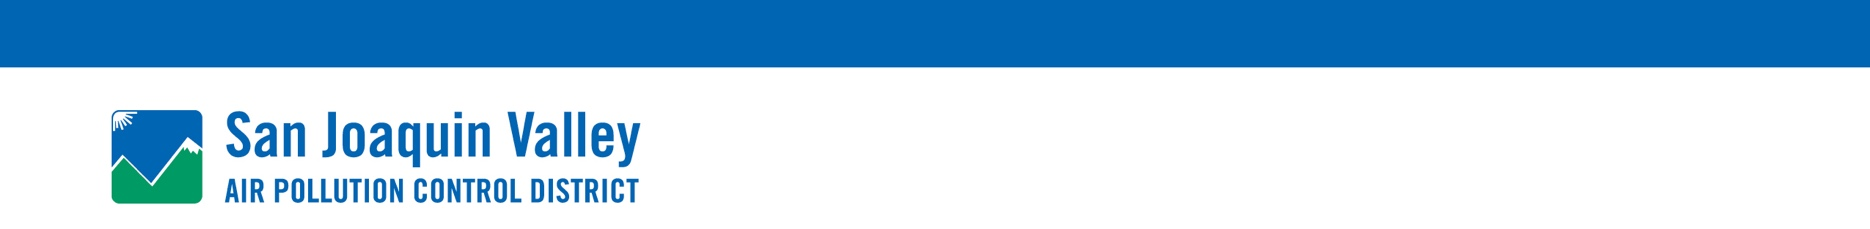 San Joaquin Valley
AIR POLLUTION CONTROL DISTRICT